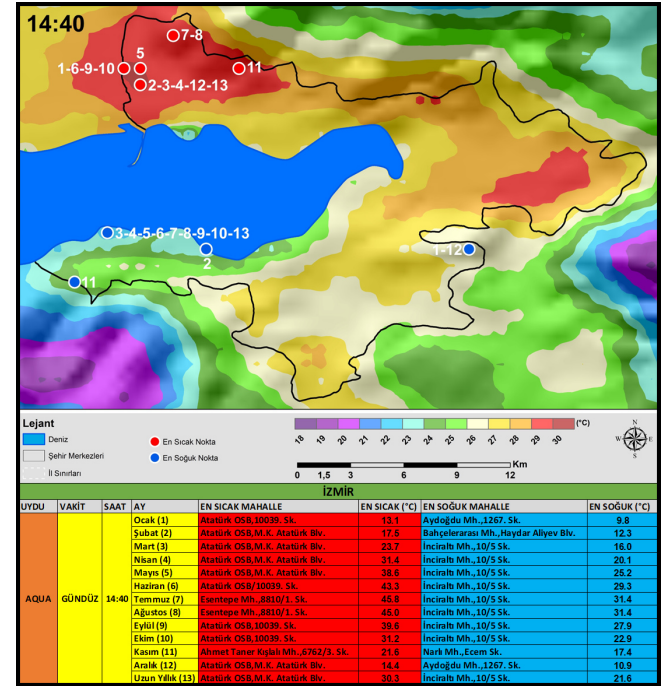 14:40
7-8
5
1-6-9-10
11
2-3-4-12-13
3-4-5-6-7-8-9-10-13
2
1-12
11
Lejant
Deniz
Şehir Merkezleri
İl Sınırları
En Sıcak Nokta
En Soğuk Nokta
(°C)
18 19 20 21 22 23 24 25 26 27 28 29 30
Km
0 1,5 3 6 9 12
N
W E
S
İZMİR
UYDU VAKİT SAAT AY EN SICAK MAHALLE EN SICAK (°C) EN SOĞUK MAHALLE EN SOĞUK (°C)
AQUA GÜNDÜZ 14:40
Ocak (1) Atatürk OSB,10039. Sk. 13.1 Aydoğdu Mh.,1267. Sk. 9.8
Şubat (2) Atatürk OSB,M.K. Atatürk Blv. 17.5 Bahçelerarası Mh.,Haydar Aliyev Blv. 12.3
Mart (3) Atatürk OSB,M.K. Atatürk Blv. 23.7 İnciraltı Mh.,10/5 Sk. 16.0
Nisan (4) Atatürk OSB,M.K. Atatürk Blv. 31.4 İnciraltı Mh.,10/5 Sk. 20.1
Mayıs (5) Atatürk OSB,M.K. Atatürk Blv. 38.6 İnciraltı Mh.,10/5 Sk. 25.2
Haziran (6) Atatürk OSB/10039. Sk. 43.3 İnciraltı Mh.,10/5 Sk. 29.3
Temmuz (7) Esentepe Mh.,8810/1. Sk. 45.8 İnciraltı Mh.,10/5 Sk. 31.4
Ağustos (8) Esentepe Mh.,8810/1. Sk. 45.0 İnciraltı Mh.,10/5 Sk. 31.4
Eylül (9) Atatürk OSB,10039. Sk. 39.6 İnciraltı Mh.,10/5 Sk. 27.9
Ekim (10) Atatürk OSB,10039. Sk. 31.2 İnciraltı Mh.,10/5 Sk. 22.9
Kasım (11) Ahmet Taner Kışlalı Mh.,6762/3. Sk. 21.6 Narlı Mh.,Ecem Sk. 17.4
Aralık (12) Atatürk OSB,M.K. Atatürk Blv. 14.4 Aydoğdu Mh.,1267. Sk. 10.9
Uzun Yıllık (13) Atatürk OSB,M.K. Atatürk Blv. 30.3 İnciraltı Mh.,10/5 Sk. 21.6